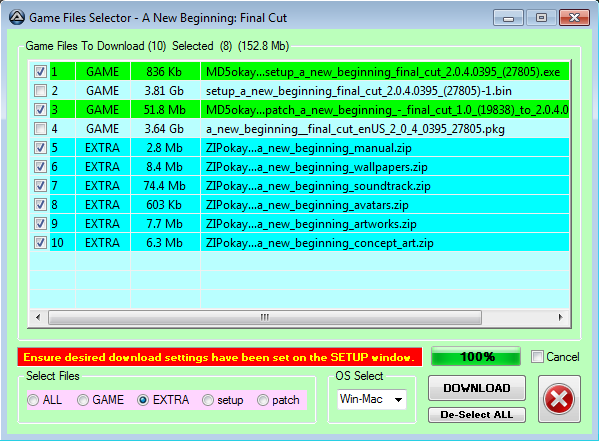 Game Files Selector - A New Beginning: Final Cut
Game Files To Download (10) Selected (8) (152.8 Mb)
1 GAME 836 Kb MD5okay...setup_a_new_beginning_final_cut_2.0.4.0395_(27805).exe
2 GAME 3.81 Gb setup_a_new_beginning_final_cut_2.0.4.0395_(27805)-1.bin
3 GAME 51.8 Mb MD5okay...patch_a_new_beginning_-_final_cut_1.0_(19838)_to_2.0.4.0
4 GAME 3.64 Gb a_new_beginning__final_cut_enUS_2_0_4_0395_27805.pkg
5 EXTRA 2.8 Mb ZIPokay...a_new_beginning_manual.zip
6 EXTRA 8.4 Mb ZIPokay...a_new_beginning_wallpapers.zip
7 EXTRA 74.4 Mb ZIPokay...a_new_beginning_soundtrack.zip
8 EXTRA 603 Kb ZIPokay...a_new_beginning_avatars.zip
9 EXTRA 7.7 Mb ZIPokay...a_new_beginning_artworks.zip
10 EXTRA 6.3 Mb ZIPokay...a_new_beginning_concept_art.zip
Ensure desired download settings have been set on the SETUP window. 100% Cancel
Select Files OS Select
ALL GAME EXTRA setup patch Win-Mac DOWNLOAD
De-Select ALL